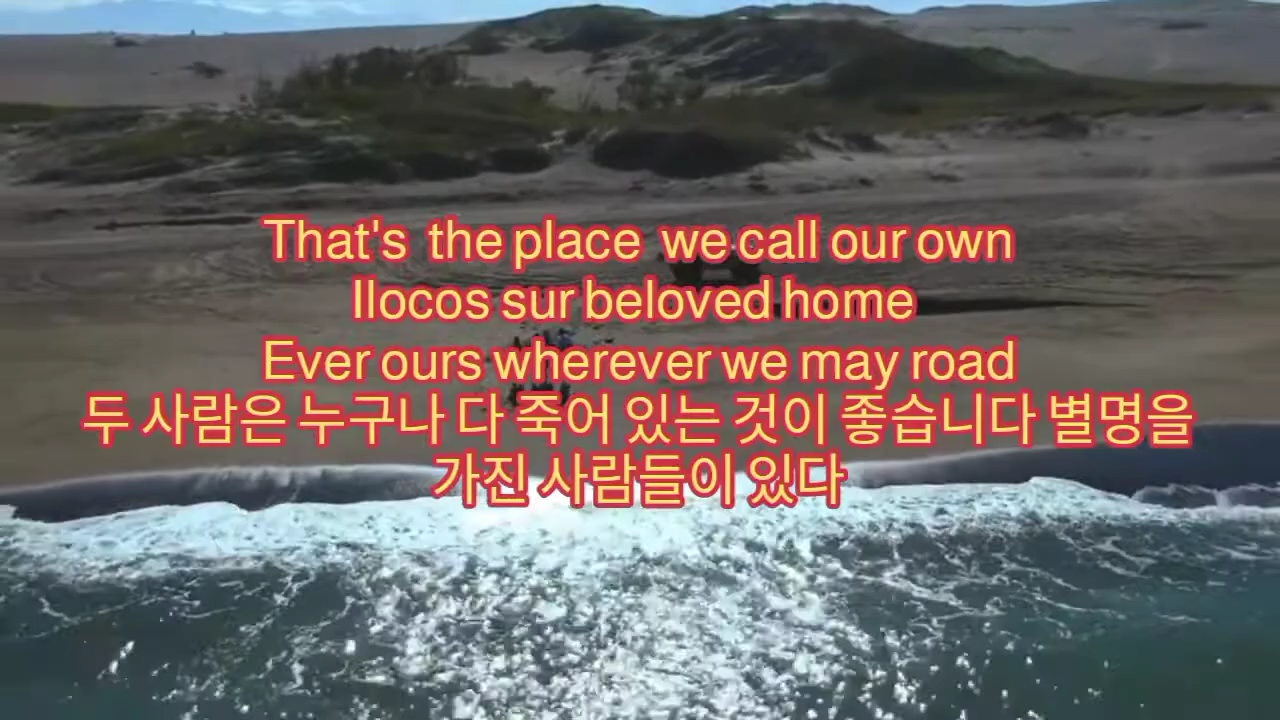 That's the place we call our own
Ilocos sur beloved home
Ever ours wherever we may road
두 사람은 누구나 다 죽어 있는 것이 좋습니다 별명을
가진 사람들이 있다